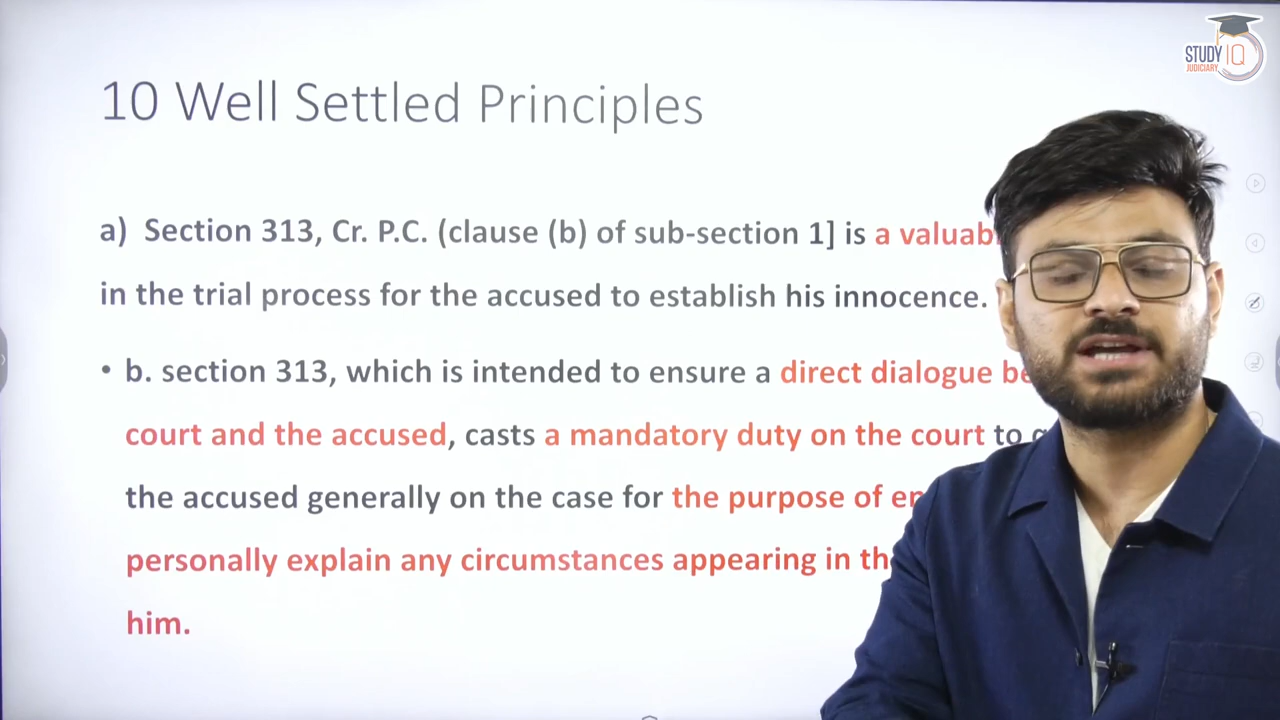 STUDY IQ
JUDICIARY
10 Well Settled Principles
a) Section 313, Cr. P.C. (clause (b) of sub-section 1] is a
in the trial process for the accused to establish his innocence.
• b. section 313, which is intended to ensure a direct dialogue
court and the accused, casts a mandatory duty on the court to
the accused generally on the case for the purpose of
personally explain any circumstances appearing in
him.